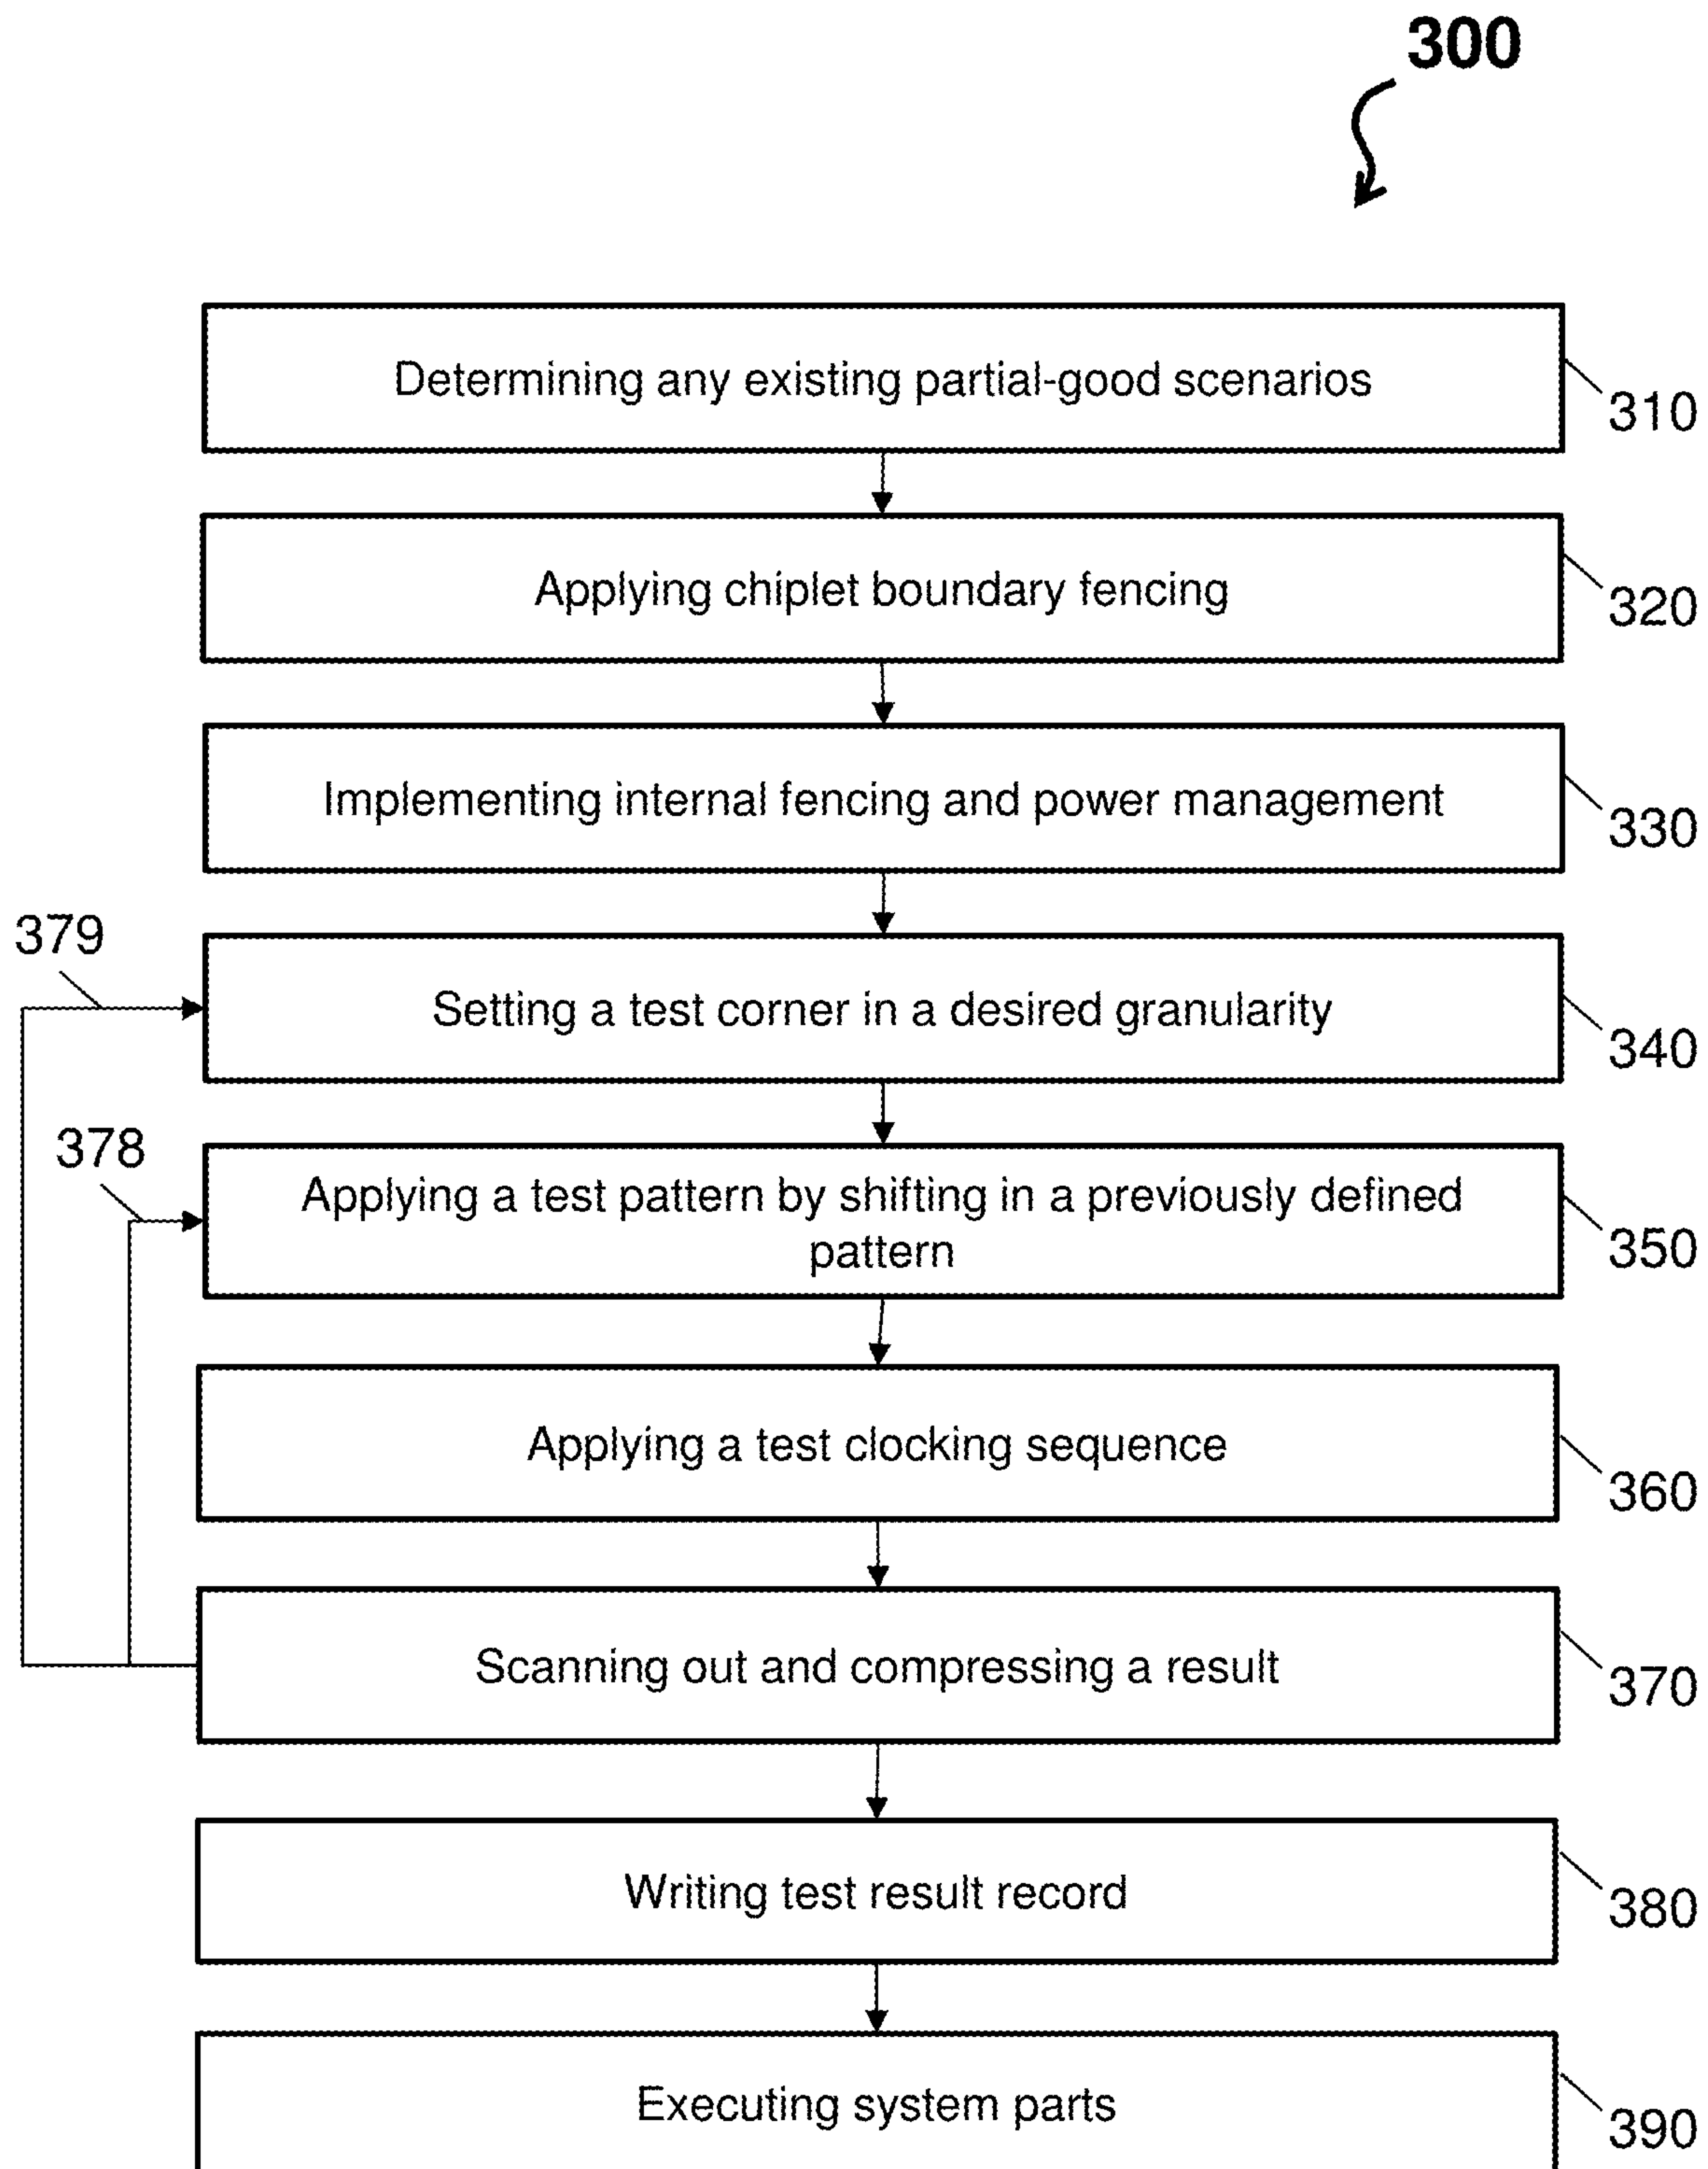 300
Determining any existing partial-good scenarios
310
Applying chiplet boundary fencing
320
Implementing internal fencing and power management
330
379
Setting a test corner in a desired granularity
340
378
Applying a test pattern by shifting in a previously defined
pattern
350
Applying a test clocking sequence
360
Scanning out and compressing a result
370
Writing test result record
380
Executing system parts
390